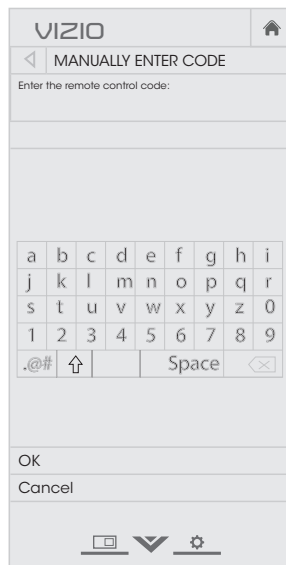 VIZIO
MANUALLY ENTER CODE
Enter the remote control code:
a b c d e f g h i
j k l m n o p q r
s t u v w x y z 0
1 2 3 4 5 6 7 8 9
.@# Space
OK
Cancel